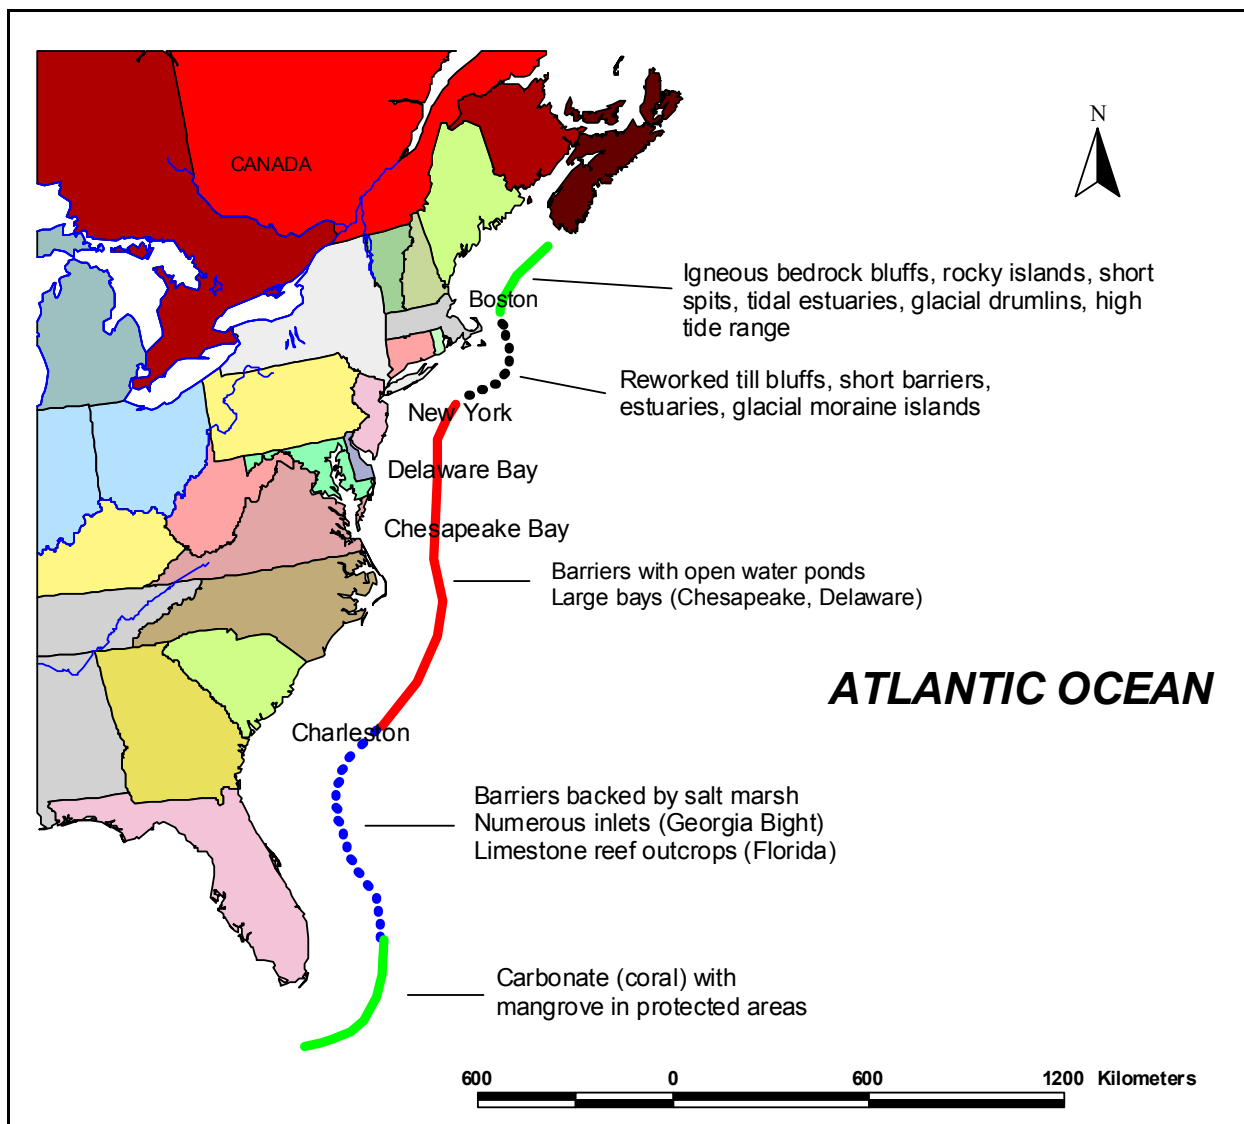 N
CANADA
Igneous bedrock bluffs, rocky islands, short
spits, tidal estuaries, glacial drumlins, high
tide range
Boston
Reworked till bluffs, short barriers,
estuaries, glacial moraine islands
New York
Delaware Bay
Chesapeake Bay
Barriers with open water ponds
Large bays (Chesapeake, Delaware)
ATLANTIC OCEAN
Charleston
Barriers backed by salt marsh
Numerous inlets (Georgia Bight)
Limestone reef outcrops (Florida)
Carbonate (coral) with
mangrove in protected areas
600 0 600 1200 Kilometers